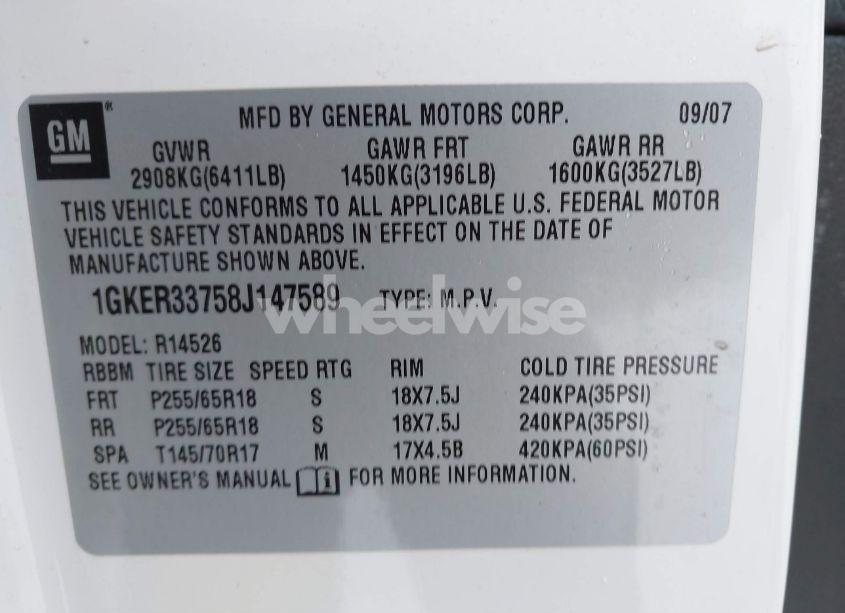 GM ® MFD BY GENERAL MOTORS CORP. 09/07
GVWR GAWR FRT GAWR RR
2908KG(6411LB) 1450KG(3196LB) 1600KG(3527LB)
THIS VEHICLE CONFORMS TO ALL APPLICABLE U.S. FEDERAL MOTOR
VEHICLE SAFETY STANDARDS IN EFFECT ON THE DATE OF
MANUFACTURE SHOWN ABOVE.
1GKER33758J147589 TYPE: M.P.V.
wheelwise
MODEL: R14526
RBBM TIRE SIZE SPEED RTG RIM COLD TIRE PRESSURE
FRT P255/65R18 S 18X7.5J 240KPA(35PSI)
RR P255/65R18 S 18X7.5J 240KPA(35PSI)
SPA T145/70R17 M 17X4.5B 420KPA(60PSI)
SEE OWNER'S MANUAL FOR MORE INFORMATION.